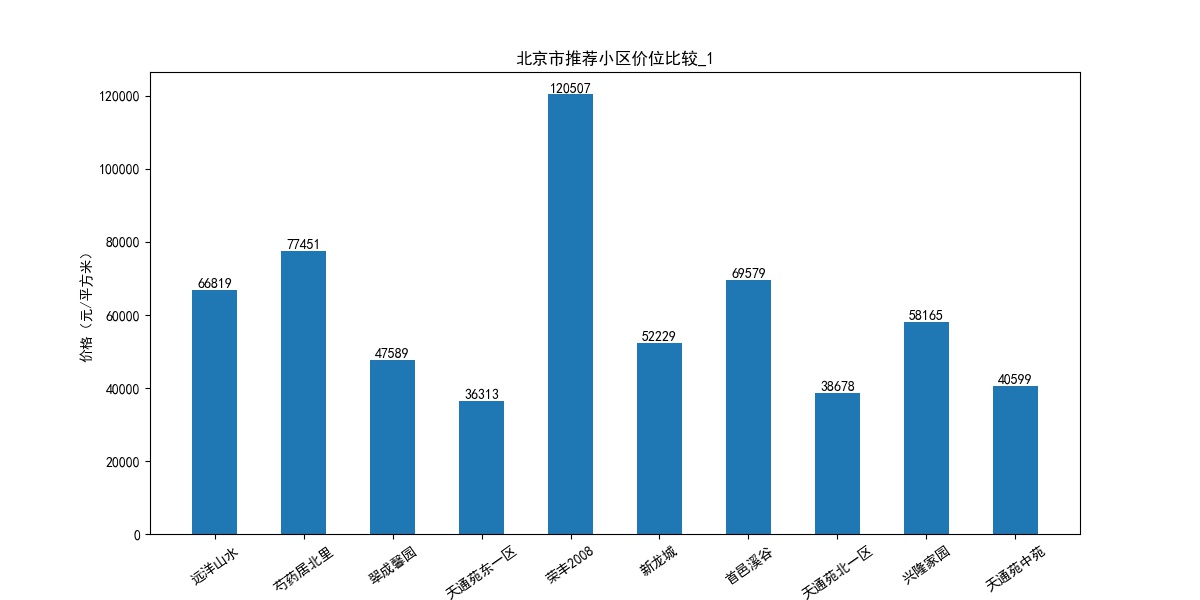 北京市推荐小区价位比较_1
价格（元/平方米）
120000
100000
80000
60000
40000
20000
0
66819
77451
47589
36313
120507
52229
69579
38678
58165
40599
远洋山水
芍药居北里
翠成馨园
天通苑东一区
荣丰2008
新龙城
首邑溪谷
天通苑北一区
兴隆家园
天通苑中苑